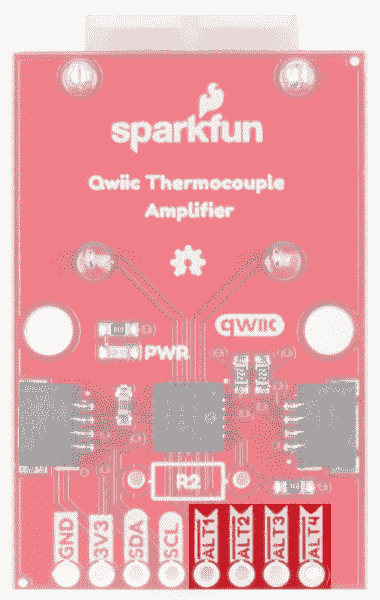 sparkfun
Qwiic Thermocouple
Amplifier
qwiic
PWR
R2
GND
3V3
SDA
SCL
ALT1
ALT2
ALT3
ALT4